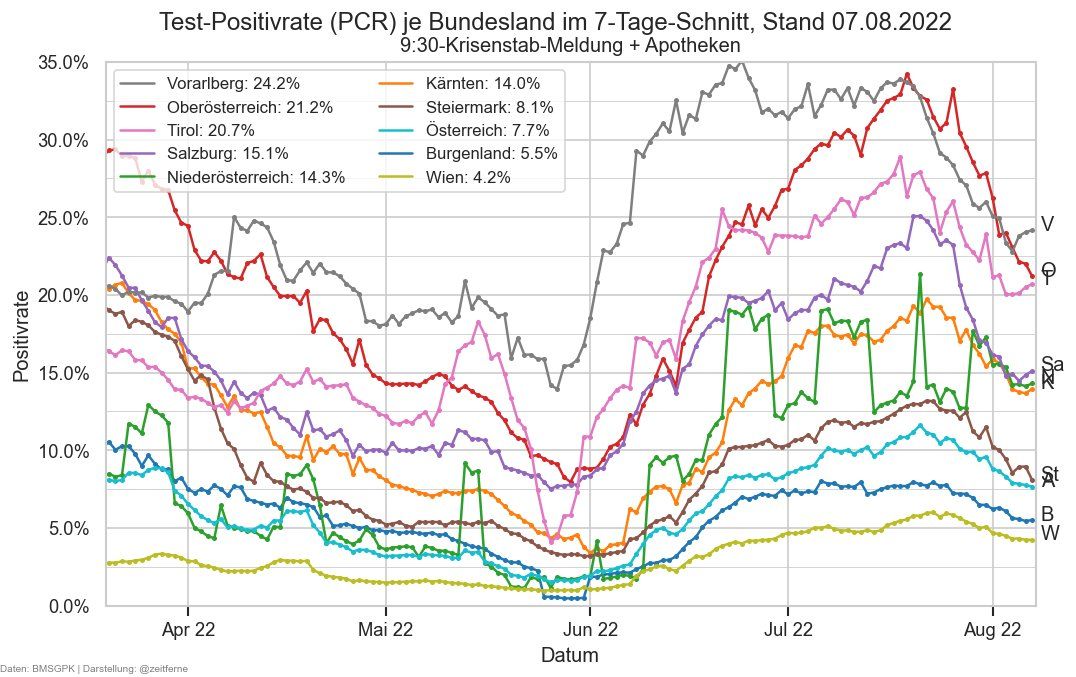 Test-Positivrate (PCR) je Bundesland im 7-Tage-Schnitt, Stand 07.08.2022
9:30-Krisenstab-Meldung + Apotheken
35.0%
30.0%
25.0%
20.0%
15.0%
10.0%
5.0%
0.0%
Positivrate
Vorarlberg: 24.2%
Oberösterreich: 21.2%
Tirol: 20.7%
Salzburg: 15.1%
Niederösterreich: 14.3%
Kärnten: 14.0%
Steiermark: 8.1%
Österreich: 7.7%
Burgenland: 5.5%
Wien: 4.2%
V
O
T
Sa
N
K
St
A
B
W
Apr 22
Mai 22
Jun 22
Jul 22
Aug 22
Datum
Daten: BMSGPK | Darstellung: @zeitferne